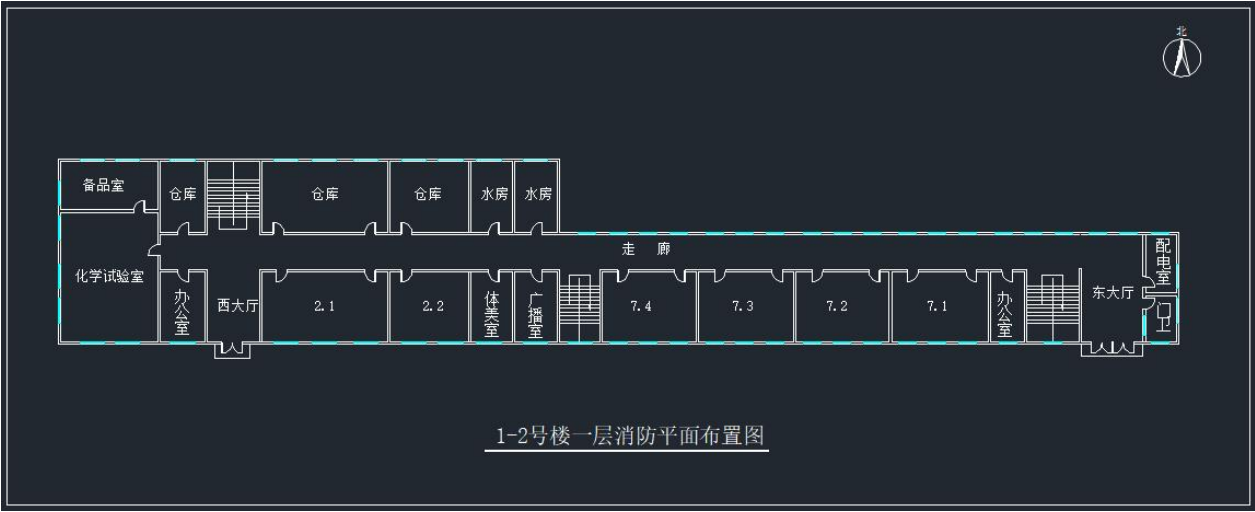 北
备品室
仓库
仓库
仓库
水房
水房
走 廊
配电室
化学试验室
办公室
西大厅
2.1
2.2
体美室
广播室
7.4
7.3
7.2
7.1
办公室
东大厅
门卫
1-2号楼一层消防平面布置图